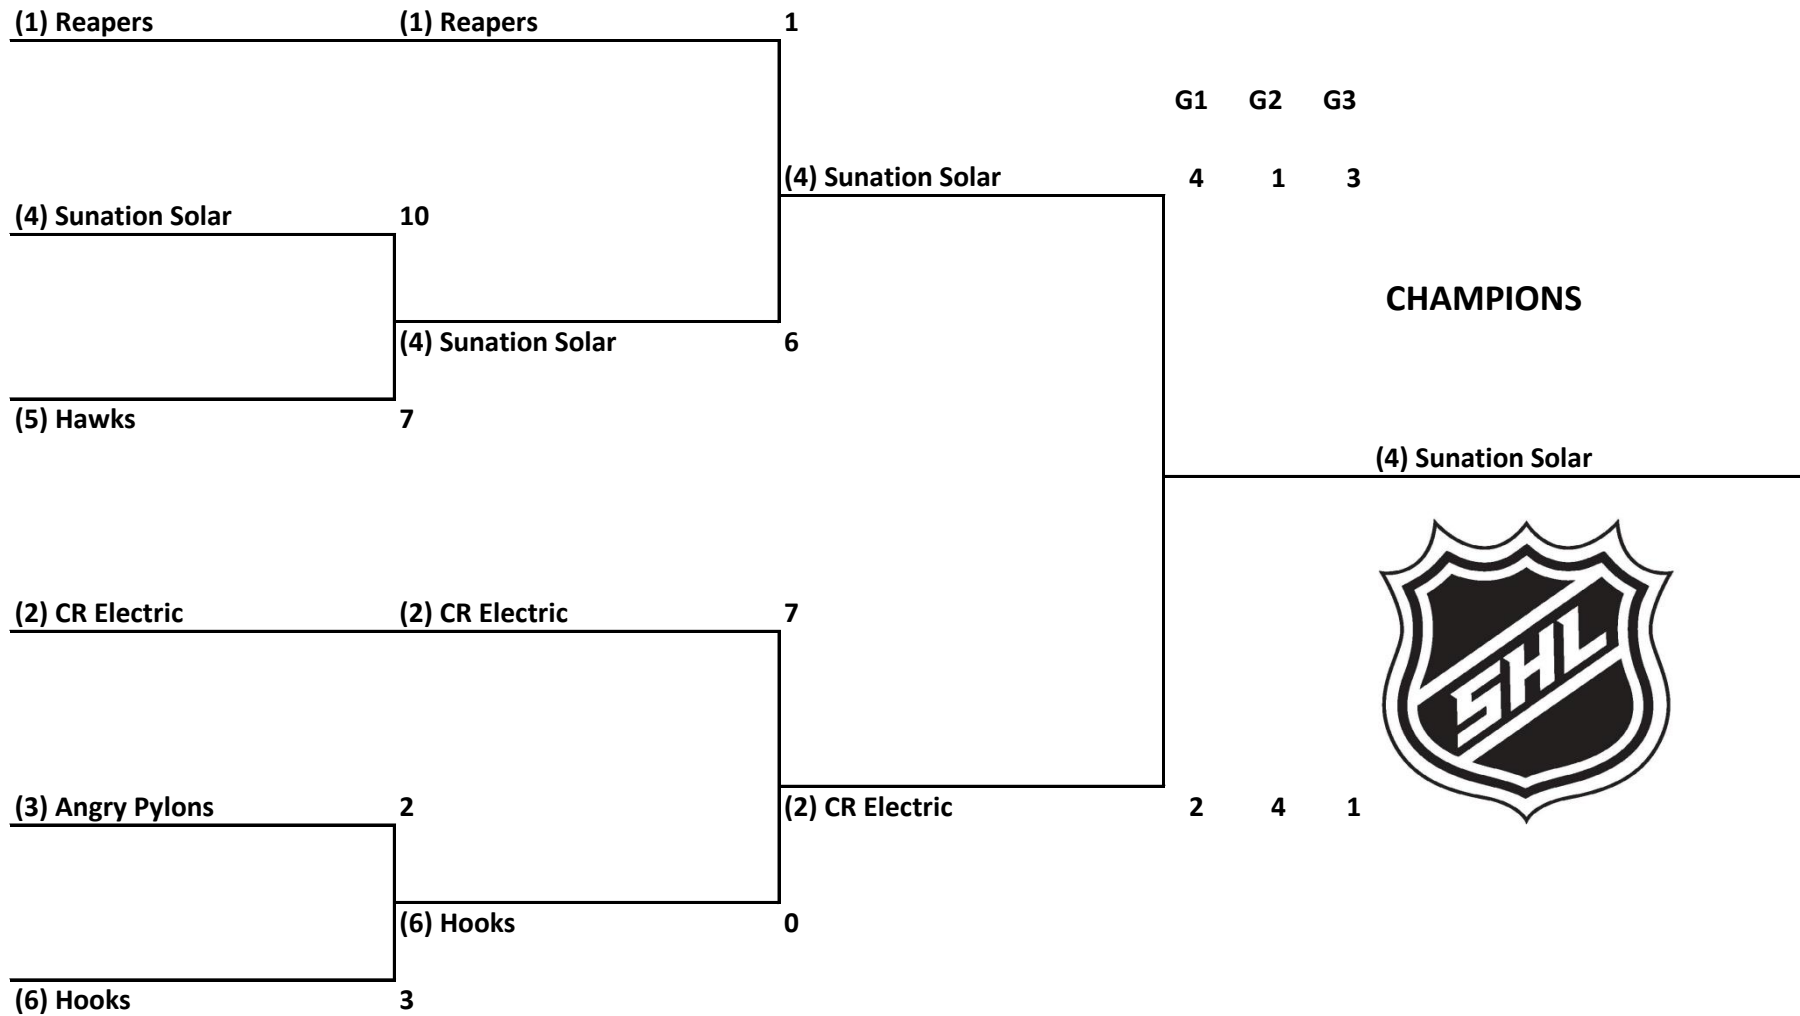 (1) Reapers (1) Reapers 1
G1 G2 G3
(4) Sunation Solar 4 1 3
(4) Sunation Solar 10
CHAMPIONS
(4) Sunation Solar 6
(5) Hawks 7
(4) Sunation Solar
(2) CR Electric (2) CR Electric 7
SHL
(3) Angry Pylons 2 (2) CR Electric 2 4 1
(6) Hooks 0
(6) Hooks 3